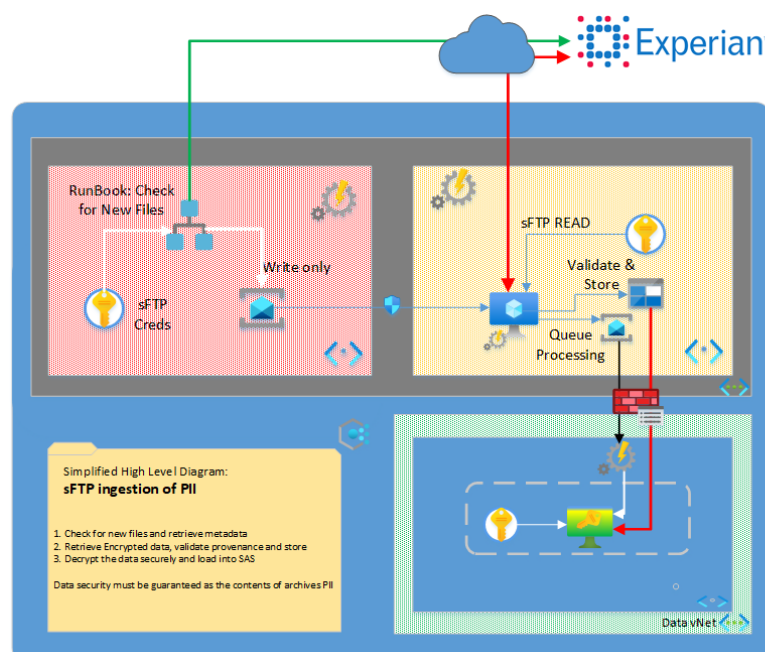 Experian
RunBook: Check
for New Files
sFTP READ
Write only
Validate &
Store
sFTP
Creds
Queue
Processing
Simplified High Level Diagram:
sFTP ingestion of PII
1. Check for new files and retrieve metadata
2. Retrieve Encrypted data, validate provenance and store
3. Decrypt the data securely and load into SAS
Data security must be guaranteed as the contents of archives PII
Data vNet